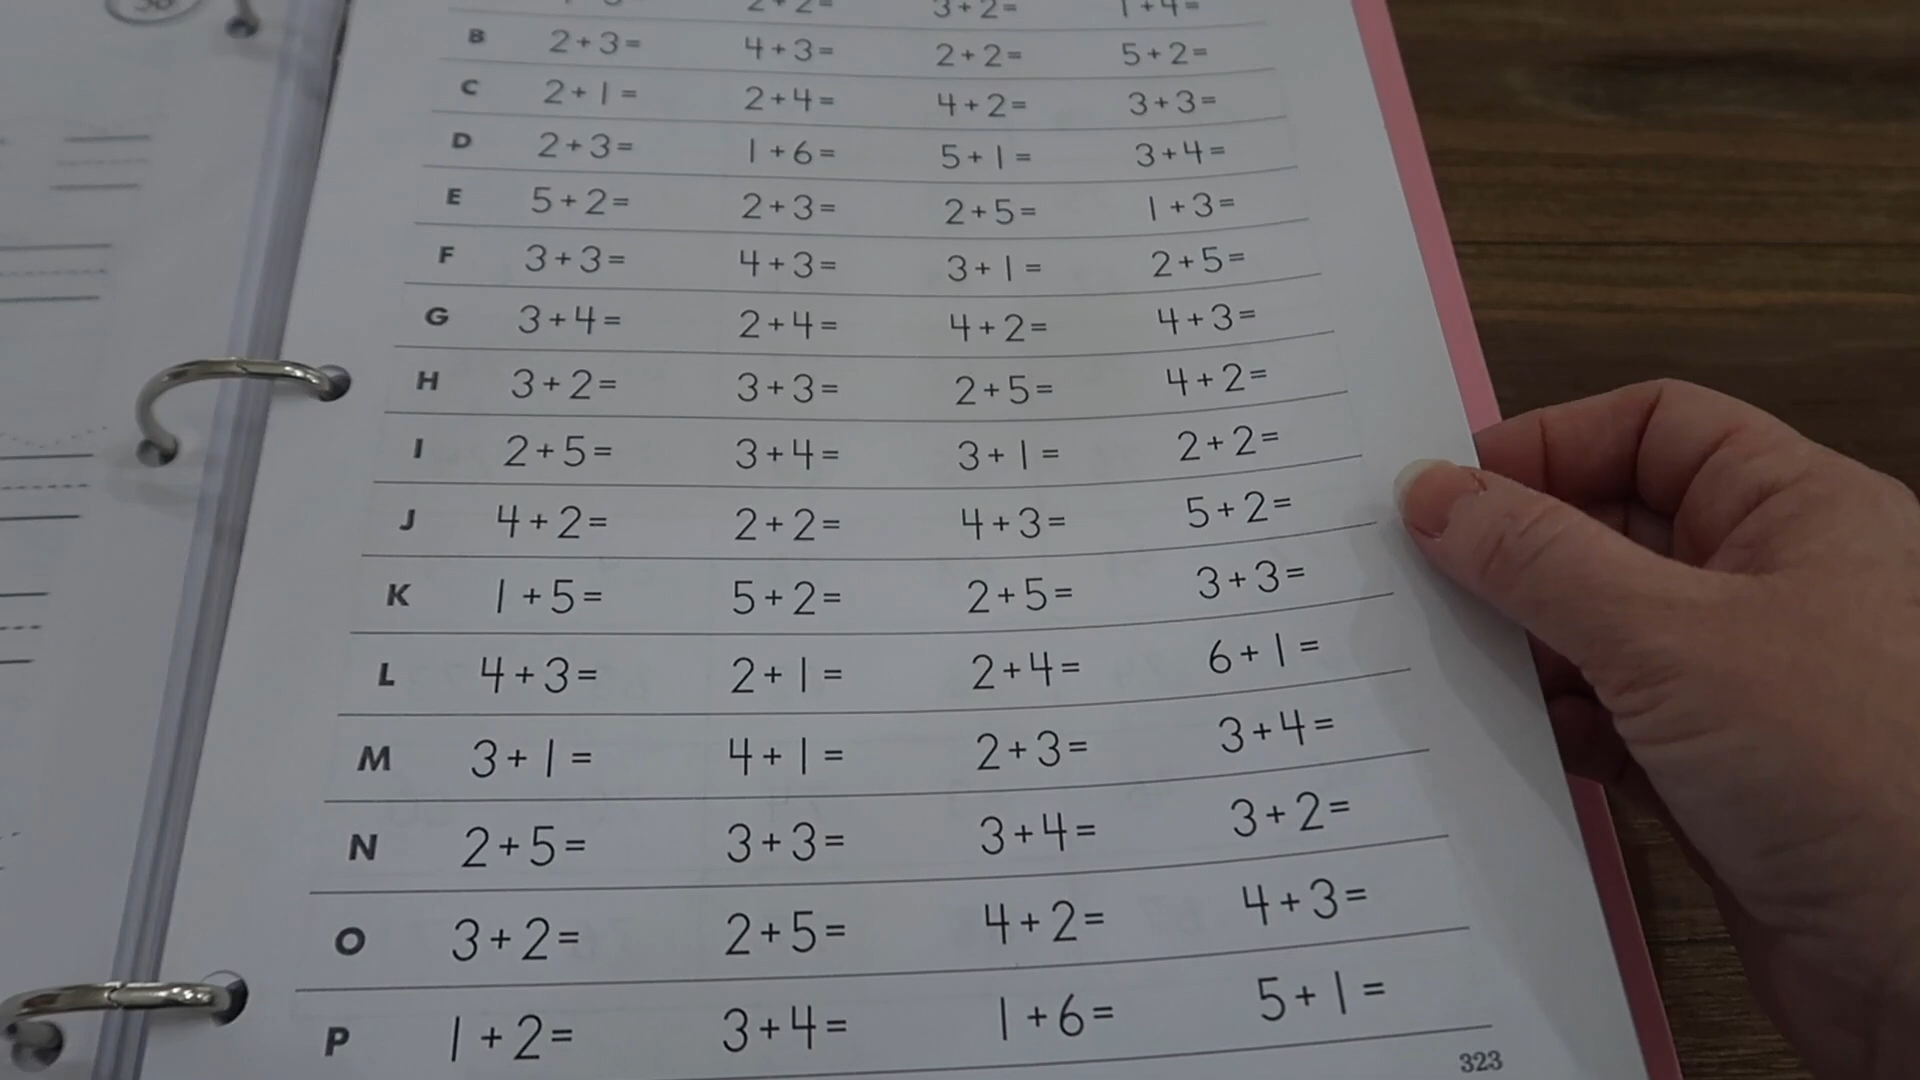 2+2= 3+2= 1+4=
B 2+3= 4+3= 2+2= 5+2=
C 2+1= 2+4= 4+2= 3+3=
D 2+3= 1+6= 5+1= 3+4=
E 5+2= 2+3= 2+5= 1+3=
F 3+3= 4+3= 3+1= 2+5=
G 3+4= 2+4= 4+2= 4+3=
H 3+2= 3+3= 2+5= 4+2=
I 2+5= 3+4= 3+1= 2+2=
J 4+2= 2+2= 4+3= 5+2=
K 1+5= 5+2= 2+5= 3+3=
L 4+3= 2+1= 2+4= 6+1=
M 3+1= 4+1= 2+3= 3+4=
N 2+5= 3+3= 3+4= 3+2=
O 3+2= 2+5= 4+2= 4+3=
P 1+2= 3+4= 1+6= 5+1=
323